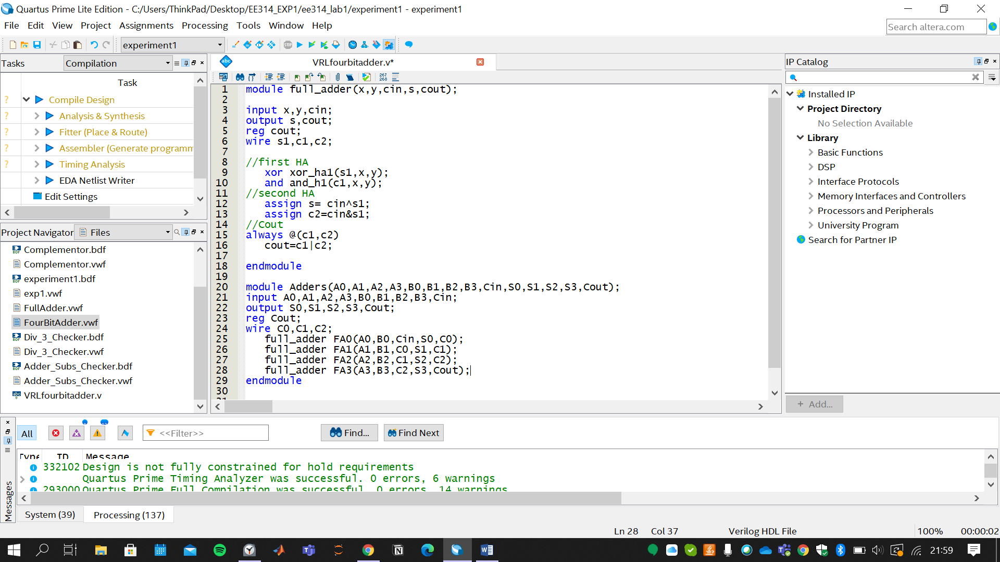 Quartus Prime Lite Edition - C:/Users/ThinkPad/Desktop/EE314_EXP1/ee314_lab1/experiment1 - experiment1
File Edit View Project Assignments Processing Tools Window Help
Search altera.com
experiment1
STOP
Tasks Compilation
Task
? Compile Design
? Analysis & Synthesis
? Fitter (Place & Route)
? Assembler (Generate programm
? Timing Analysis
EDA Netlist Writer
Edit Settings
Project Navigator Files
Complementor.bdf
Complementor.vwf
experiment1.bdf
exp1.vwf
FullAdder.vwf
FourBitAdder.vwf
Div_3_Checker.bdf
Div_3_Checker.vwf
Adder_Subs_Checker.bdf
Adder_Subs_Checker.vwf
VRLfourbitadder.v
abc VRLfourbitadder.v*
267
268
1 module full_adder(x,y,cin,s,cout);
2
3 input x,y,cin;
4 output s,cout;
5 reg cout;
6 wire s1,c1,c2;
7
8 //first HA
9 xor xor_ha1(s1,x,y);
10 and and_h1(c1,x,y);
11 //second HA
12 assign s= cin^s1;
13 assign c2=cin&s1;
14 //Cout
15 always @(c1,c2)
16 cout=c1|c2;
17
18 endmodule
19
20 module Adders(A0,A1,A2,A3,B0,B1,B2,B3,Cin,S0,S1,S2,S3,Cout);
21 input A0,A1,A2,A3,B0,B1,B2,B3,Cin;
22 output S0,S1,S2,S3,Cout;
23 reg Cout;
24 wire C0,C1,C2;
25 full_adder FA0(A0,B0,Cin,S0,C0);
26 full_adder FA1(A1,B1,C0,S1,C1);
27 full_adder FA2(A2,B2,C1,S2,C2);
28 full_adder FA3(A3,B3,C2,S3,Cout);
29 endmodule
30
31
IP Catalog
Installed IP
Project Directory
No Selection Available
Library
Basic Functions
DSP
Interface Protocols
Memory Interfaces and Controllers
Processors and Peripherals
University Program
Search for Partner IP
+ Add...
All <<Filter>> Find... Find Next
Type ID Message
332102 Design is not fully constrained for hold requirements
Quartus Prime Timing Analyzer was successful. 0 errors, 6 warnings
293000 Quartus Prime Full Compilation was successful. 0 errors, 14 warnings
Messages
System (39) Processing (137)
Ln 28 Col 37 Verilog HDL File 100% 00:00:02
21:59